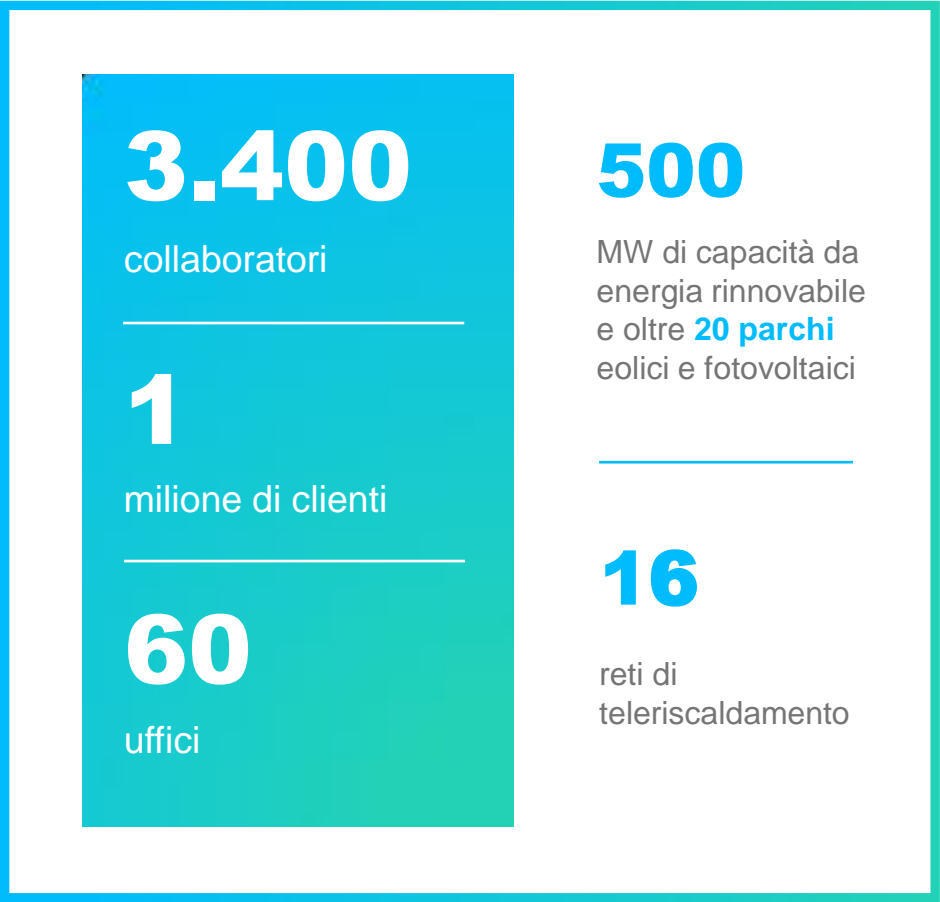 3.400
collaboratori
1
milione di clienti
60
uffici
500
MW di capacità da
energia rinnovabile
e oltre 20 parchi
eolici e fotovoltaici
16
reti di
teleriscaldamento